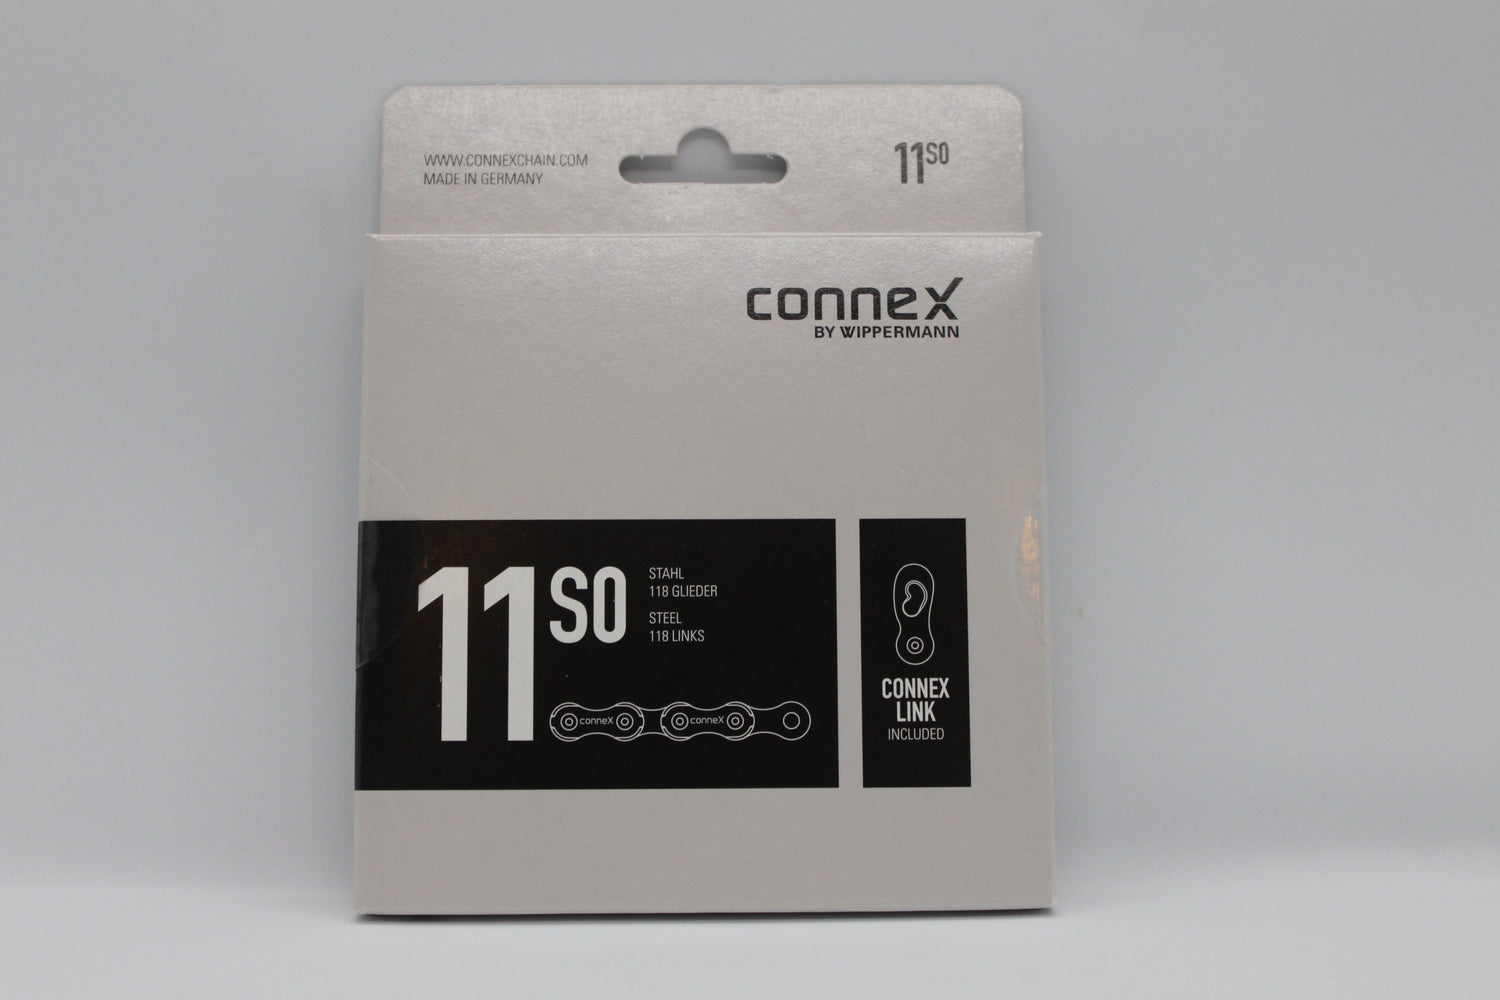 WWW.CONNEXCHAIN.COM
MADE IN GERMANY
11SO
conneX
BY WIPPERMANN
11SO
STAHL
118 GLIEDER
STEEL
118 LINKS
conneX conneX
CONNEX
LINK
INCLUDED